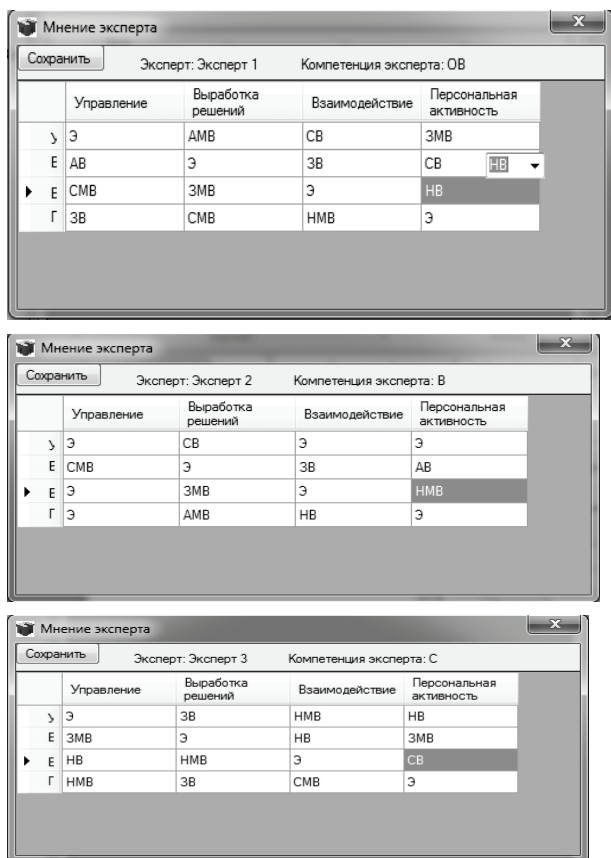 Мнение эксперта
Сохранить Эксперт: Эксперт 1 Компетенция эксперта: ОВ
Управление Выработка решений Взаимодействие Персональная активность
У Э АМВ СВ ЗМВ
Е АВ Э ЗВ СВ НВ
Е СМВ ЗМВ Э НВ
Г ЗВ СМВ НМВ Э
Мнение эксперта
Сохранить Эксперт: Эксперт 2 Компетенция эксперта: В
Управление Выработка решений Взаимодействие Персональная активность
У Э СВ Э Э
Е СМВ Э ЗВ АВ
Е Э ЗМВ Э НМВ
Г Э АМВ НВ Э
Мнение эксперта
Сохранить Эксперт: Эксперт 3 Компетенция эксперта: С
Управление Выработка решений Взаимодействие Персональная активность
У Э ЗВ НМВ НВ
Е ЗМВ Э НВ ЗМВ
Е НВ НМВ Э СВ
Г НМВ ЗВ СМВ Э